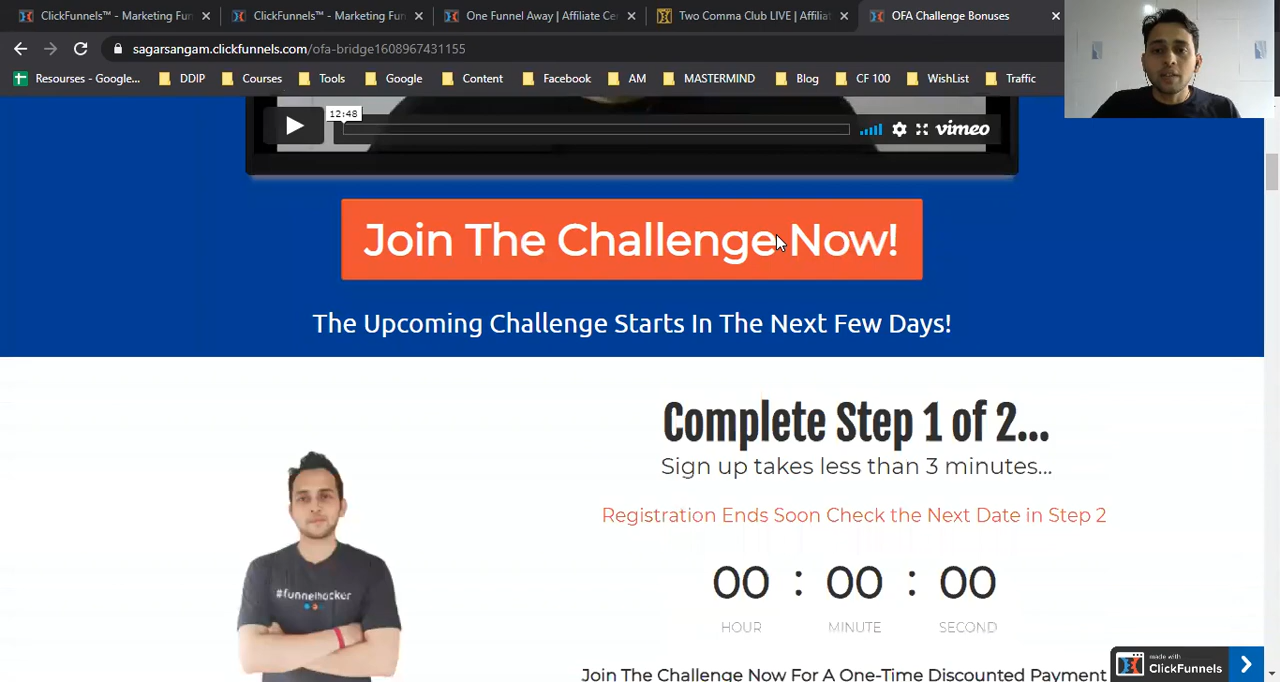 ClickFunnels™ - Marketing Fun
ClickFunnels™ - Marketing Fun
One Funnel Away | Affiliate Ce
Two Comma Club LIVE | Affilia
OFA Challenge Bonuses
sagarsangam.clickfunnels.com/ofa-bridge1608967431155
Resourses - Google...
DDIP
Courses
Tools
Google
Content
Facebook
AM
MASTERMIND
Blog
CF 100
WishList
Traffic
12:48
vimeo
Join The Challenge Now!
The Upcoming Challenge Starts In The Next Few Days!
Complete Step 1 of 2...
Sign up takes less than 3 minutes...
Registration Ends Soon Check the Next Date in Step 2
00 : 00 : 00
HOUR MINUTE SECOND
#funnelhacker
made with
ClickFunnels
Join The Challenge Now For A One-Time Discounted Payment